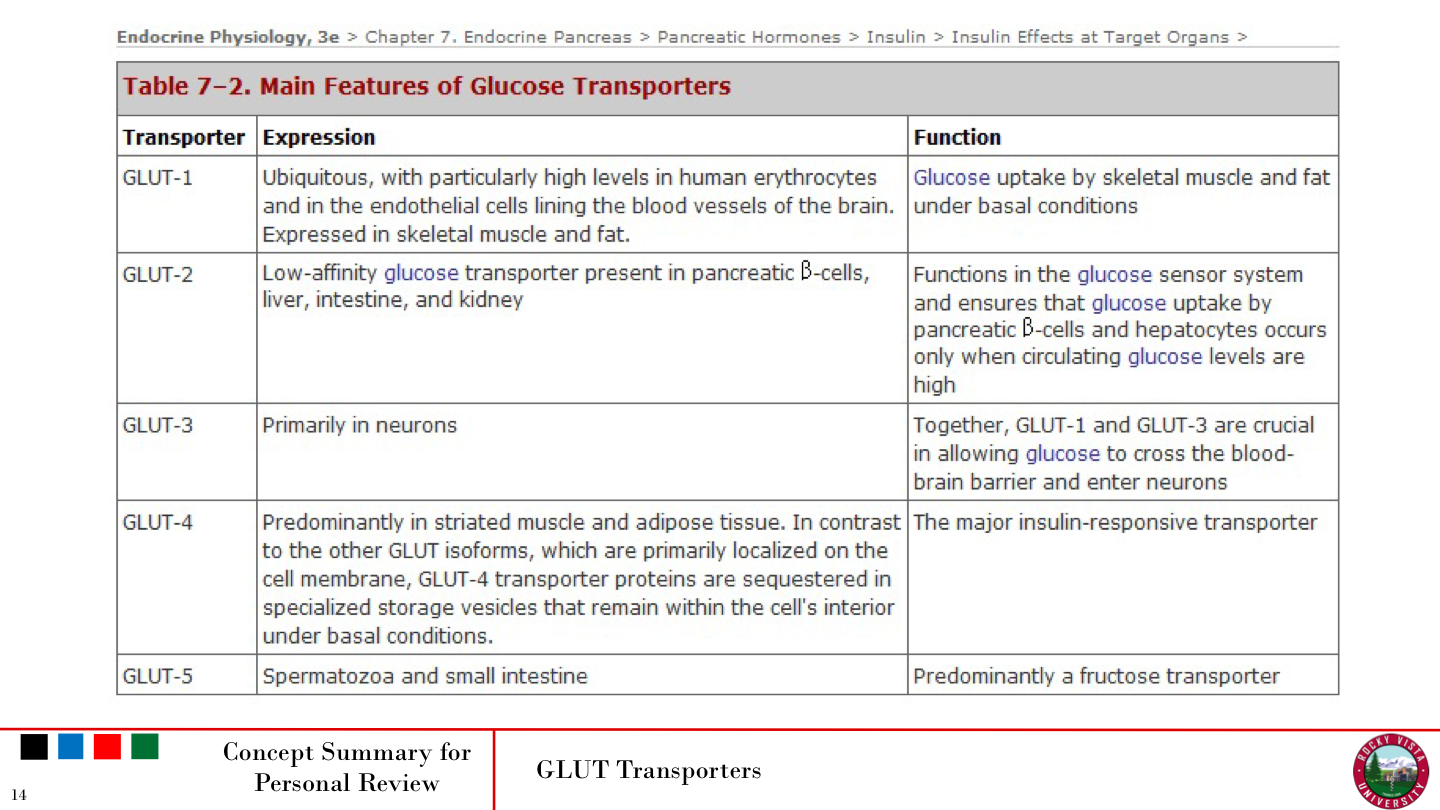 Endocrine Physiology, 3e > Chapter 7. Endocrine Pancreas > Pancreatic Hormones > Insulin > Insulin Effects at Target Organs >
Table 7–2. Main Features of Glucose Transporters
Transporter Expression Function
GLUT-1
Ubiquitous, with particularly high levels in human erythrocytes
and in the endothelial cells lining the blood vessels of the brain.
Expressed in skeletal muscle and fat.
Glucose uptake by skeletal muscle and fat
under basal conditions
GLUT-2
Low-affinity glucose transporter present in pancreatic β-cells,
liver, intestine, and kidney
Functions in the glucose sensor system
and ensures that glucose uptake by
pancreatic β-cells and hepatocytes occurs
only when circulating glucose levels are
high
GLUT-3
Primarily in neurons
Together, GLUT-1 and GLUT-3 are crucial
in allowing glucose to cross the blood-
brain barrier and enter neurons
GLUT-4
Predominantly in striated muscle and adipose tissue. In contrast
to the other GLUT isoforms, which are primarily localized on the
cell membrane, GLUT-4 transporter proteins are sequestered in
specialized storage vesicles that remain within the cell's interior
under basal conditions.
The major insulin-responsive transporter
GLUT-5
Spermatozoa and small intestine
Predominantly a fructose transporter
Concept Summary for
Personal Review
GLUT Transporters
14
ROCKY VISTA
UNIVERSITY